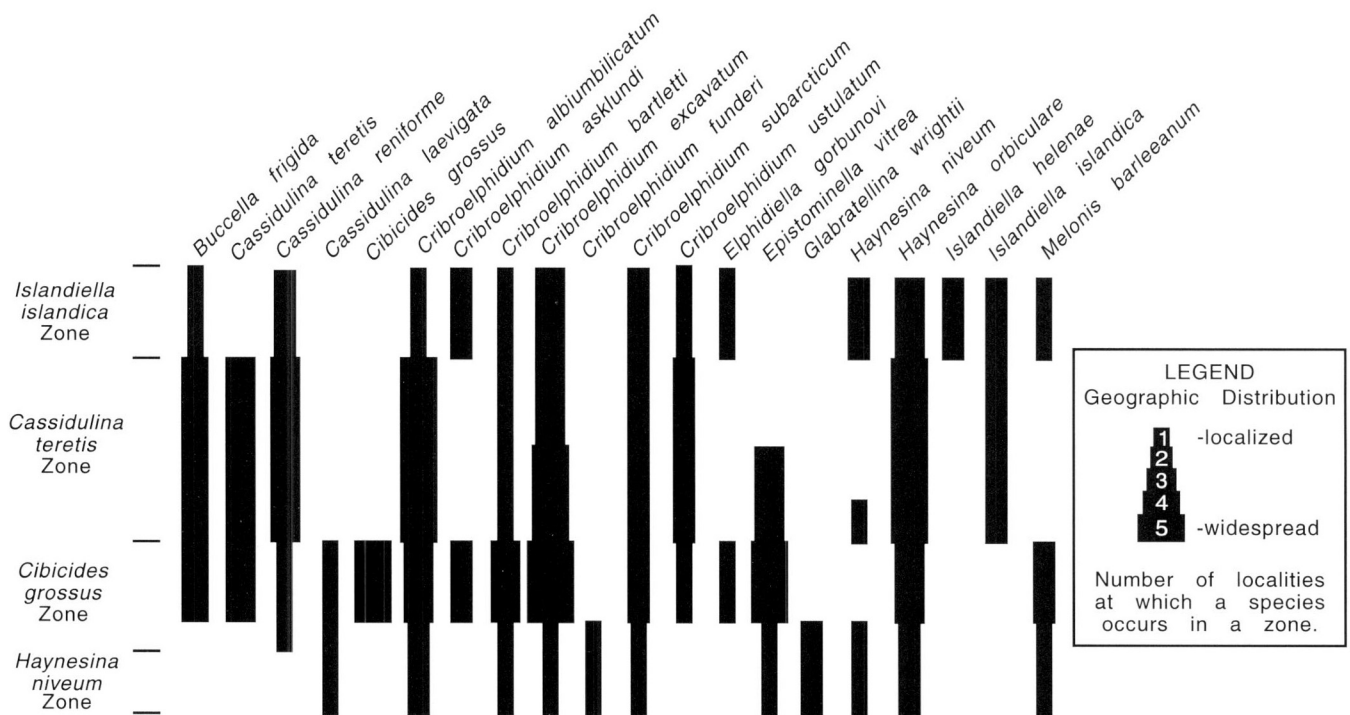 Buccella frigida
Cassidulina teretis
Cassidulina reniforme
Cassidulina laevigata
Cibicides grossus
Cribroelphidium albiumbilicatum
Cribroelphidium asklundi
Cribroelphidium bartletti
Cribroelphidium excavatum
Cribroelphidium funderi
Cribroelphidium subarcticum
Cribroelphidium ustulatum
Elphidiella gorbunovi
Epistominella vitrea
Glabratellina wrightii
Haynesina niveum
Haynesina orbiculare
Islandiella helenae
Islandiella islandica
Melonis barleeanum
Islandiella
islandica
Zone
Cassidulina
teretis
Zone
Cibicides
grossus
Zone
Haynesina
niveum
Zone
LEGEND
Geographic Distribution
1 -localized
2
3
4
5 -widespread
Number of localities
at which a species
occurs in a zone.